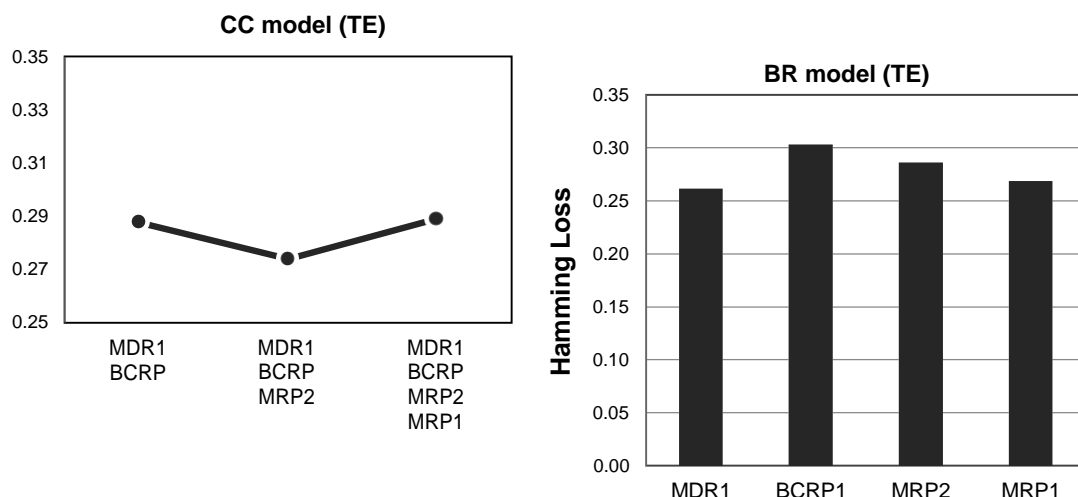 CC model (TE)
0.35
0.33
0.31
0.29
0.27
0.25
MDR1
BCRP
MDR1
BCRP
MRP2
MDR1
BCRP
MRP2
MRP1
BR model (TE)
Hamming Loss
0.35
0.30
0.25
0.20
0.15
0.10
0.05
0.00
MDR1 BCRP1 MRP2 MRP1